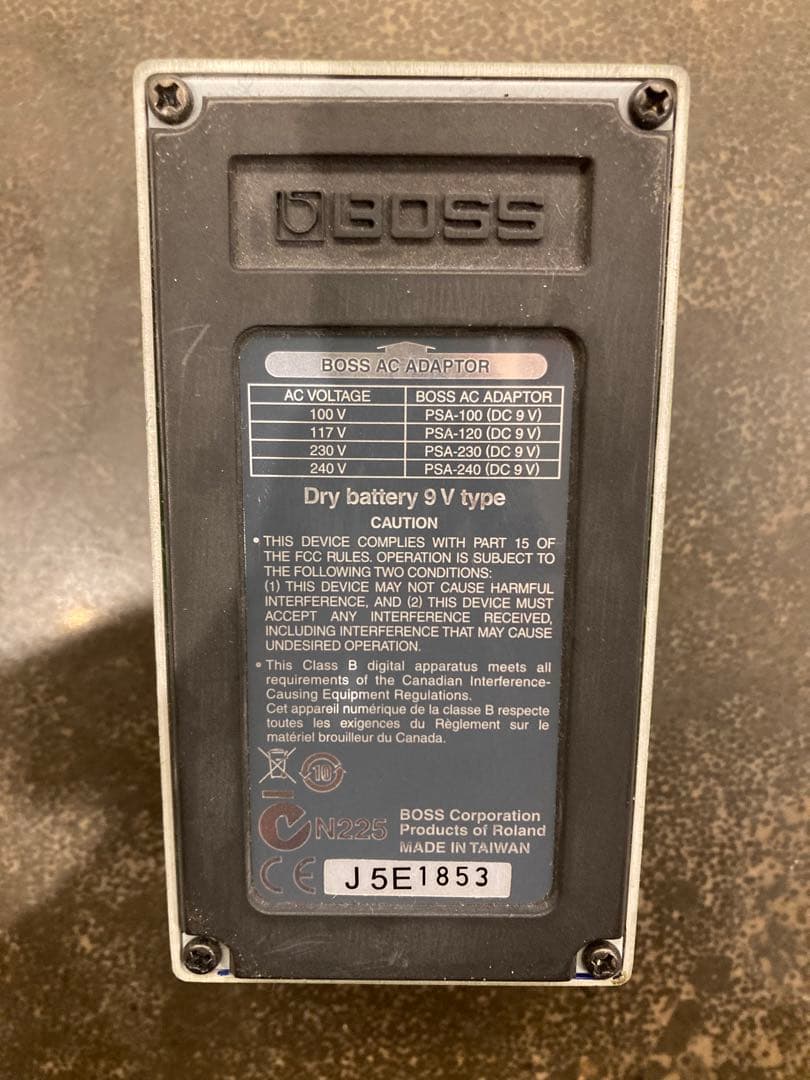 BOSS
BOSS AC ADAPTOR
AC VOLTAGE BOSS AC ADAPTOR
100 V PSA-100 (DC 9 V)
117 V PSA-120 (DC 9 V)
230 V PSA-230 (DC 9 V)
240 V PSA-240 (DC 9 V)
Dry battery 9 V type
CAUTION
• THIS DEVICE COMPLIES WITH PART 15 OF
THE FCC RULES. OPERATION IS SUBJECT TO
THE FOLLOWING TWO CONDITIONS:
(1) THIS DEVICE MAY NOT CAUSE HARMFUL
INTERFERENCE, AND (2) THIS DEVICE MUST
ACCEPT ANY INTERFERENCE RECEIVED,
INCLUDING INTERFERENCE THAT MAY CAUSE
UNDESIRED OPERATION.
• This Class B digital apparatus meets all
requirements of the Canadian Interference-
Causing Equipment Regulations.
Cet appareil numérique de la classe B respecte
toutes les exigences du Règlement sur le
matériel brouilleur du Canada.
10
N225
BOSS Corporation
Products of Roland
MADE IN TAIWAN
CE
J5E1853